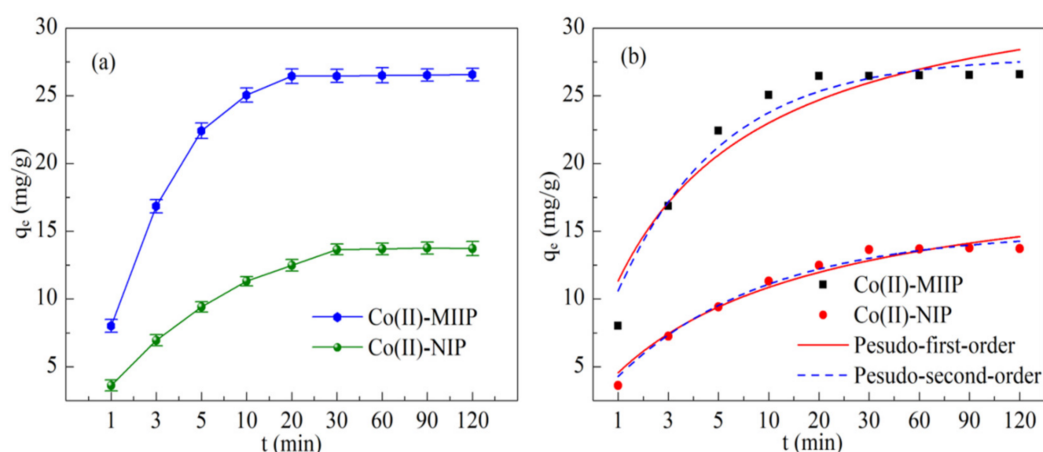 (a)
30
25
20
15
10
5
q_e (mg/g)
Co(II)-MIIP
Co(II)-NIP
1 3 5 10 20 30 60 90 120
t (min)
(b)
30
25
20
15
10
5
q_e (mg/g)
Co(II)-MIIP
Co(II)-NIP
Pesudo-first-order
Pesudo-second-order
1 3 5 10 20 30 60 90 120
t (min)